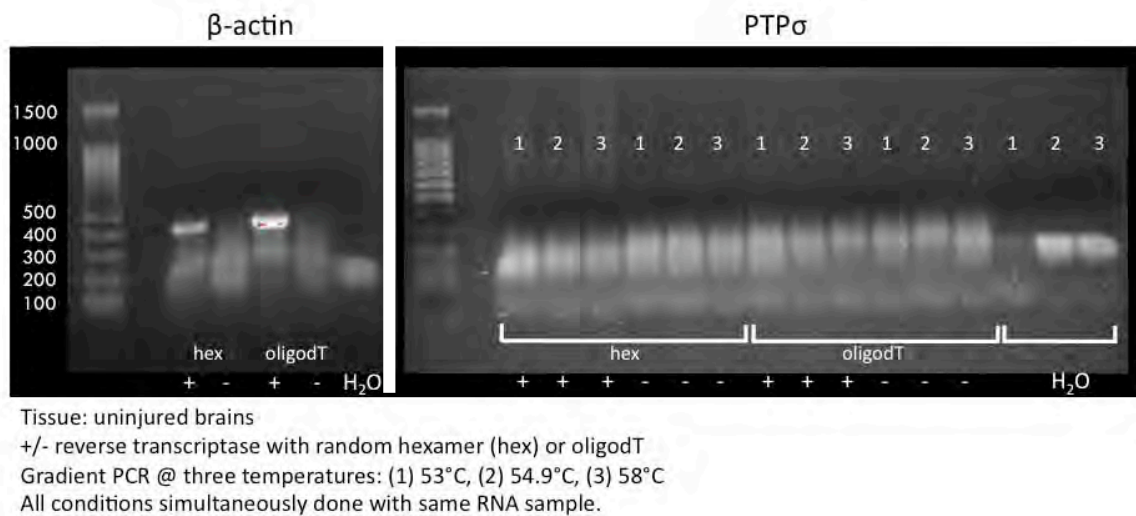 β-actin PTPσ
1500
1000
500
400
300
200
100
1 2 3 1 2 3 1 2 3 1 2 3 1 2 3
hex oligodT hex oligodT
+ - + - H₂O + + + - - - + + + - - - H₂O
Tissue: uninjured brains
+/- reverse transcriptase with random hexamer (hex) or oligodT
Gradient PCR @ three temperatures: (1) 53°C, (2) 54.9°C, (3) 58°C
All conditions simultaneously done with same RNA sample.